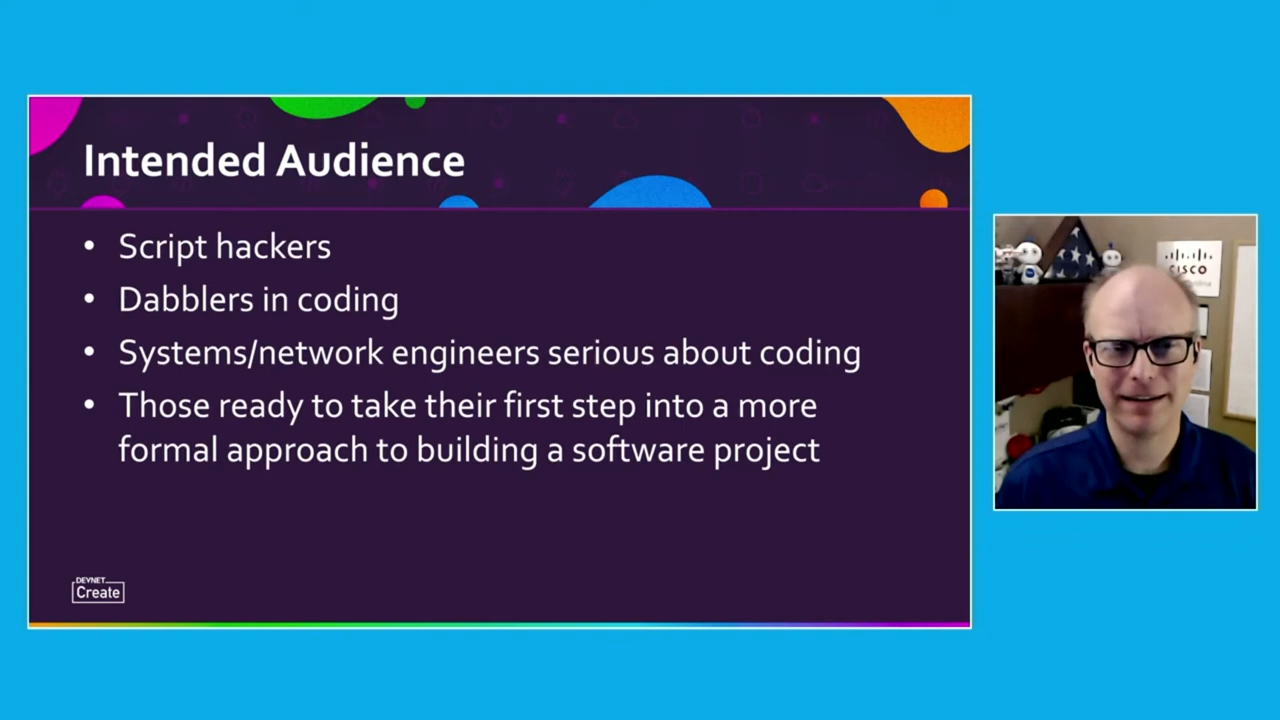 Intended Audience
• Script hackers
• Dabblers in coding
• Systems/network engineers serious about coding
• Those ready to take their first step into a more
formal approach to building a software project
DEVNET
Create
CISCO